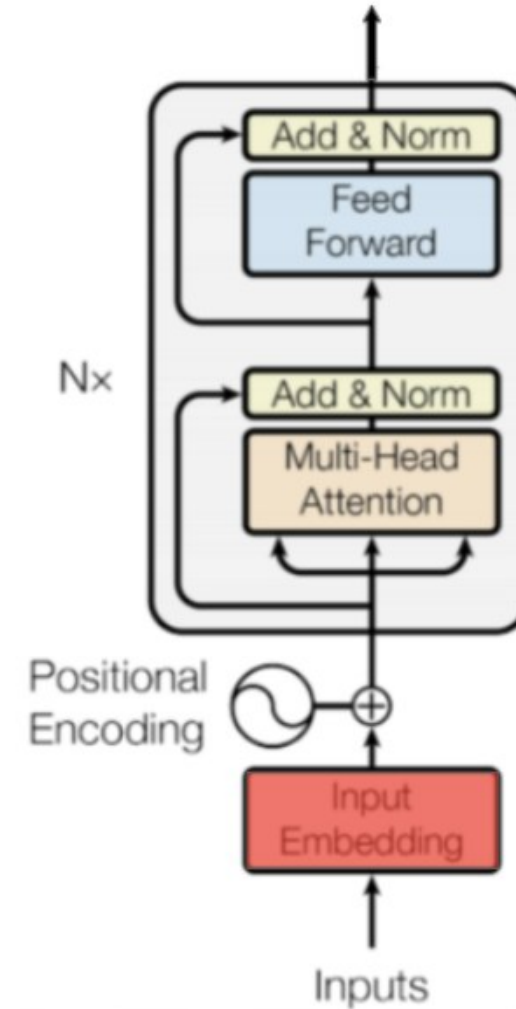 Add & Norm
Feed
Forward
Nx
Add & Norm
Multi-Head
Attention
Positional
Encoding
Input
Embedding
Inputs